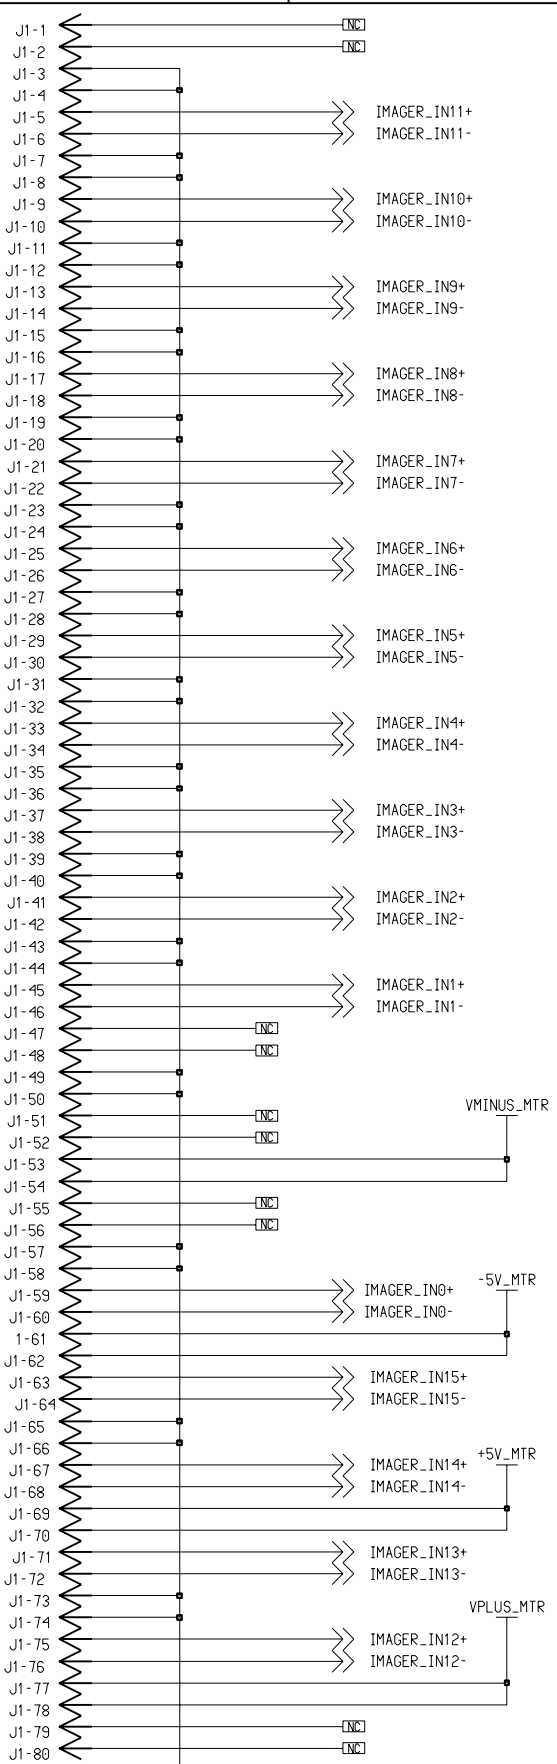 J1-1 NC
J1-2 NC
J1-3
J1-4
J1-5 IMAGER_IN11+
J1-6 IMAGER_IN11-
J1-7
J1-8
J1-9 IMAGER_IN10+
J1-10 IMAGER_IN10-
J1-11
J1-12
J1-13 IMAGER_IN9+
J1-14 IMAGER_IN9-
J1-15
J1-16
J1-17 IMAGER_IN8+
J1-18 IMAGER_IN8-
J1-19
J1-20
J1-21 IMAGER_IN7+
J1-22 IMAGER_IN7-
J1-23
J1-24
J1-25 IMAGER_IN6+
J1-26 IMAGER_IN6-
J1-27
J1-28
J1-29 IMAGER_IN5+
J1-30 IMAGER_IN5-
J1-31
J1-32
J1-33 IMAGER_IN4+
J1-34 IMAGER_IN4-
J1-35
J1-36
J1-37 IMAGER_IN3+
J1-38 IMAGER_IN3-
J1-39
J1-40
J1-41 IMAGER_IN2+
J1-42 IMAGER_IN2-
J1-43
J1-44
J1-45 IMAGER_IN1+
J1-46 IMAGER_IN1-
J1-47 NC
J1-48 NC
J1-49
J1-50
VMINUS_MTR
J1-51 NC
J1-52 NC
J1-53
J1-54
J1-55 NC
J1-56 NC
J1-57
J1-58
-5V_MTR
J1-59 IMAGER_IN0+
J1-60 IMAGER_IN0-
1-61
J1-62
J1-63 IMAGER_IN15+
J1-64 IMAGER_IN15-
J1-65
J1-66
+5V_MTR
J1-67 IMAGER_IN14+
J1-68 IMAGER_IN14-
J1-69
J1-70
J1-71 IMAGER_IN13+
J1-72 IMAGER_IN13-
J1-73
VPLUS_MTR
J1-74
J1-75 IMAGER_IN12+
J1-76 IMAGER_IN12-
J1-77
J1-78
J1-79 NC
J1-80 NC